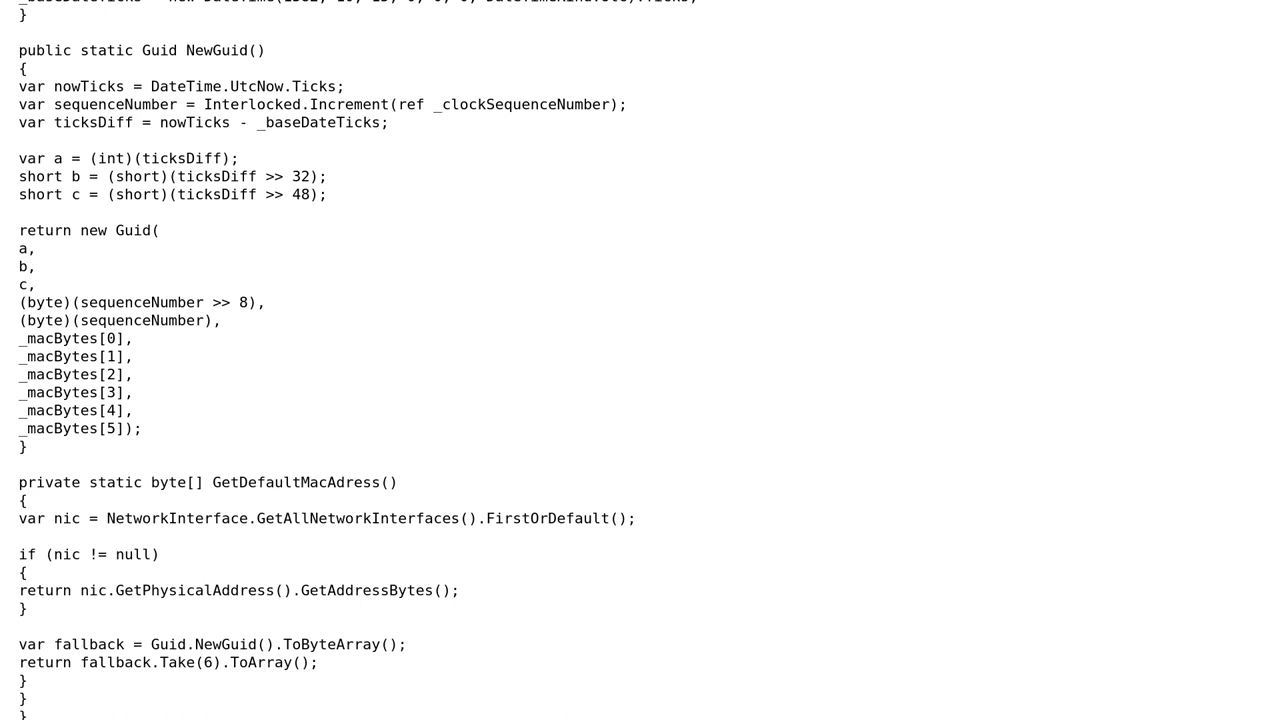 }
public static Guid NewGuid()
{
var nowTicks = DateTime.UtcNow.Ticks;
var sequenceNumber = Interlocked.Increment(ref _clockSequenceNumber);
var ticksDiff = nowTicks - _baseDateTicks;
var a = (int)(ticksDiff);
short b = (short)(ticksDiff >> 32);
short c = (short)(ticksDiff >> 48);
return new Guid(
a,
b,
c,
(byte)(sequenceNumber >> 8),
(byte)(sequenceNumber),
_macBytes[0],
_macBytes[1],
_macBytes[2],
_macBytes[3],
_macBytes[4],
_macBytes[5]);
}
private static byte[] GetDefaultMacAdress()
{
var nic = NetworkInterface.GetAllNetworkInterfaces().FirstOrDefault();
if (nic != null)
{
return nic.GetPhysicalAddress().GetAddressBytes();
}
var fallback = Guid.NewGuid().ToByteArray();
return fallback.Take(6).ToArray();
}
}
}